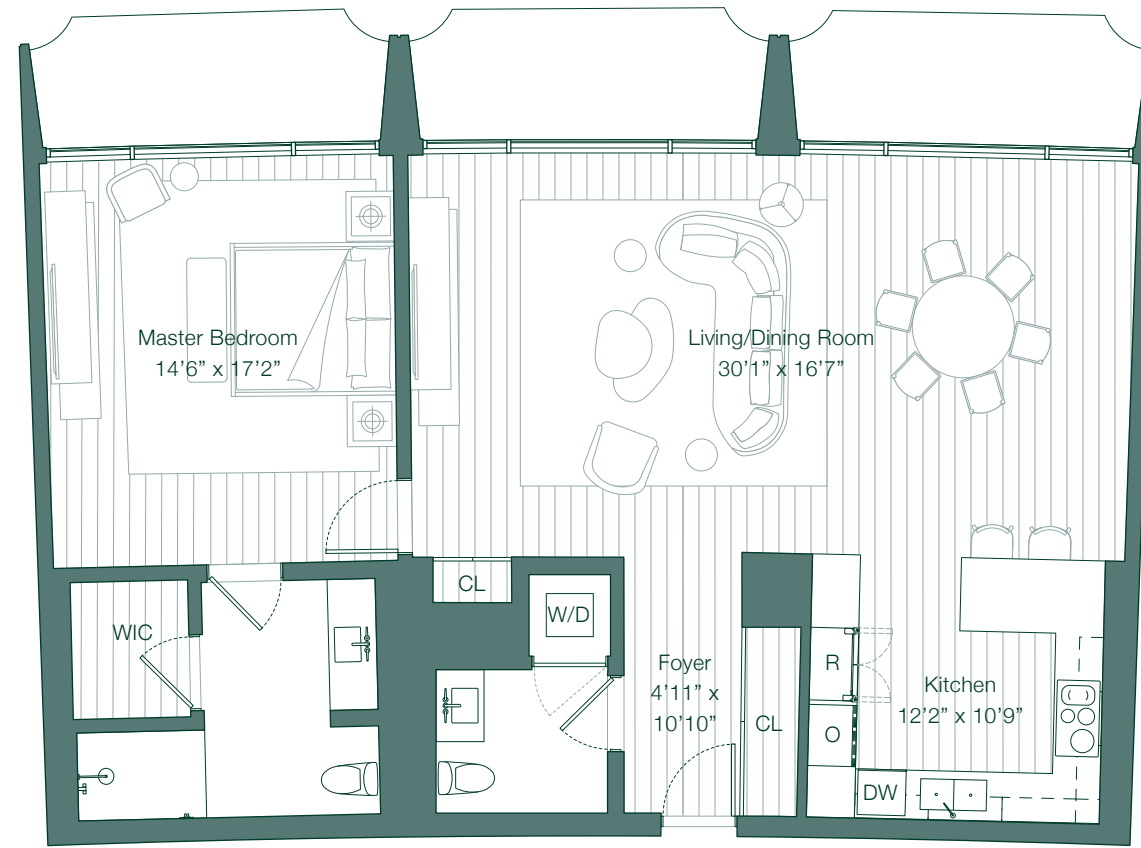 Master Bedroom
14’6” x 17’2”
Living/Dining Room
30’1” x 16’7”
CL
W/D
WIC
Foyer
4’11” x
10’10”
R
Kitchen
12’2” x 10’9”
CL
O
DW